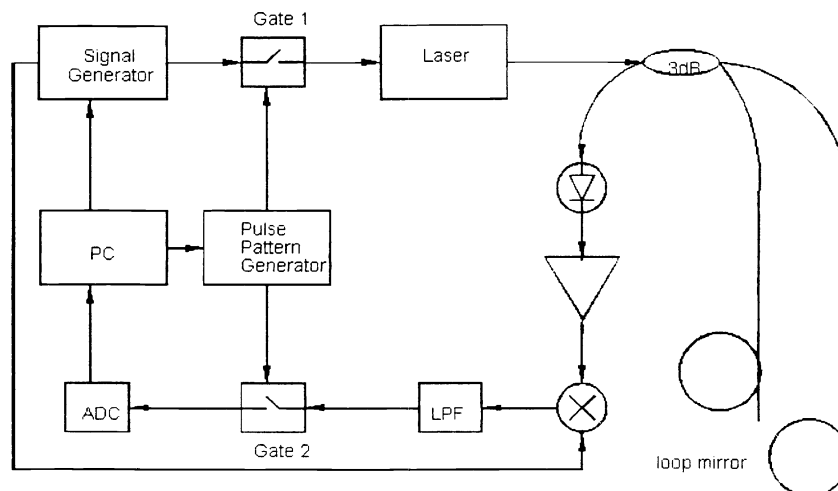 Gate 1
Signal
Generator
Laser
3dB
PC
Pulse
Pattern
Generator
ADC
LPF
Gate 2
loop mirror